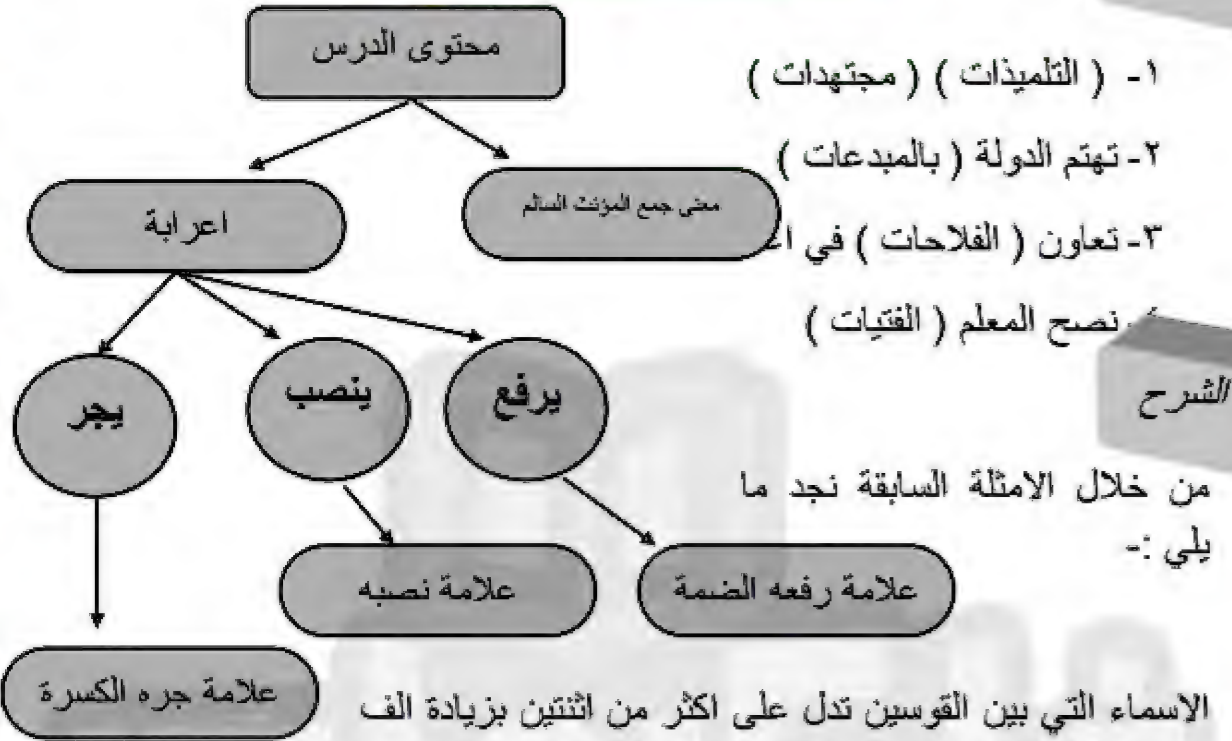 محتوى الدرس
١- ( التلميذات ) ( مجتهدات )
٢- تهتم الدولة ( بالمبدعات )
معنى جمع المؤنث السالم
اعرابة
٣- تعاون ( الفلاحات ) في
نصح المعلم ( الفتيات )
يرفع
ينصب
يجر
الشرح
من خلال الامثلة السابقة نجد ما
يلي :-
علامة رفعه الضمة
علامة نصبه
علامة جره الكسرة
الاسماء التي بين القوسين تدل على اكثر من اثنتين بزيادة الف